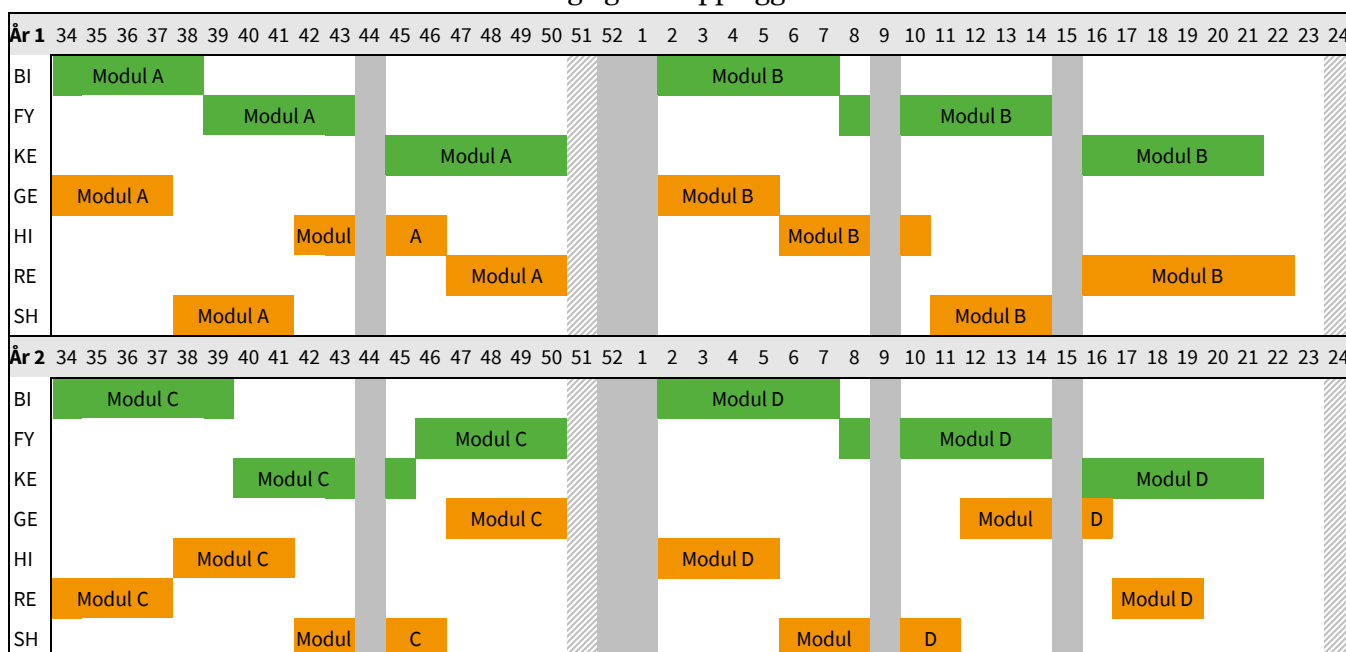 År 1 34 35 36 37 38 39 40 41 42 43 44 45 46 47 48 49 50 51 52 1 2 3 4 5 6 7 8 9 10 11 12 13 14 15 16 17 18 19 20 21 22 23 24
BI Modul A Modul B
FY Modul A Modul B
KE Modul A Modul B
GE Modul A Modul B
HI Modul A Modul B
RE Modul A Modul B
SH Modul A Modul B
År 2 34 35 36 37 38 39 40 41 42 43 44 45 46 47 48 49 50 51 52 1 2 3 4 5 6 7 8 9 10 11 12 13 14 15 16 17 18 19 20 21 22 23 24
BI Modul C Modul D
FY Modul C Modul D
KE Modul C Modul D
GE Modul C Modul D
HI Modul C Modul D
RE Modul C Modul D
SH Modul C Modul D